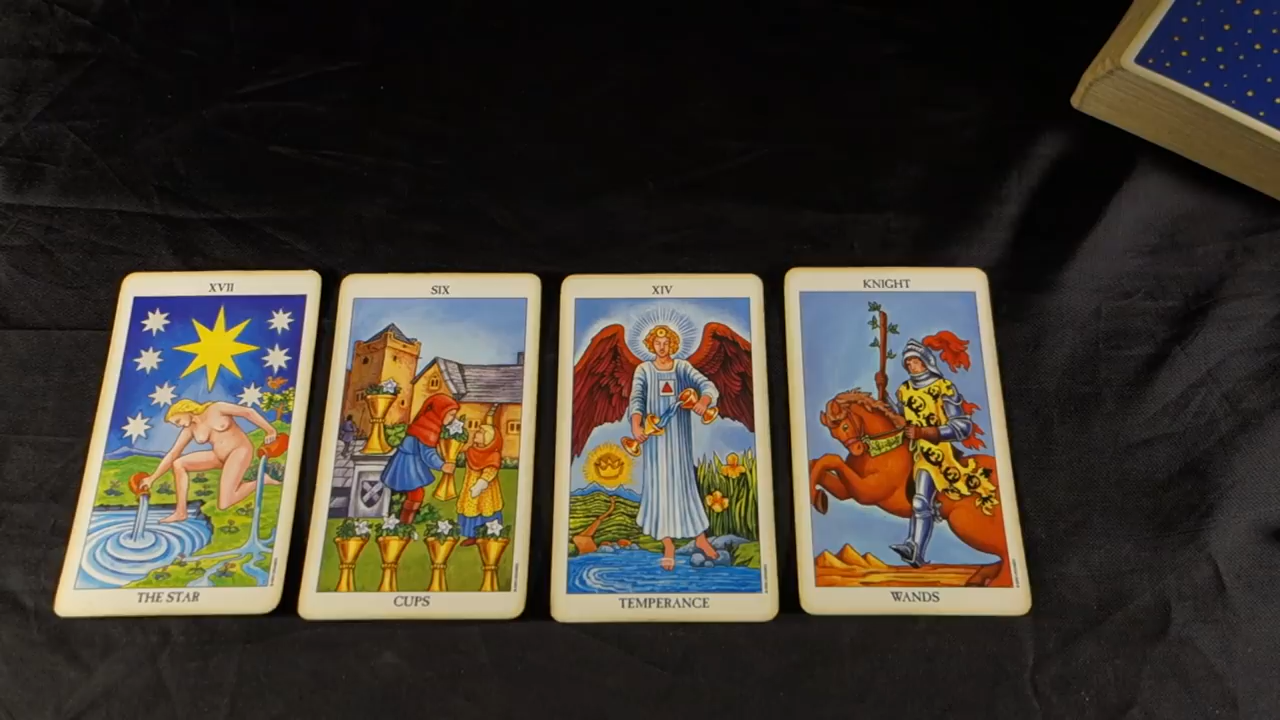 XVII
THE STAR
SIX
CUPS
XIV
TEMPERANCE
KNIGHT
WANDS